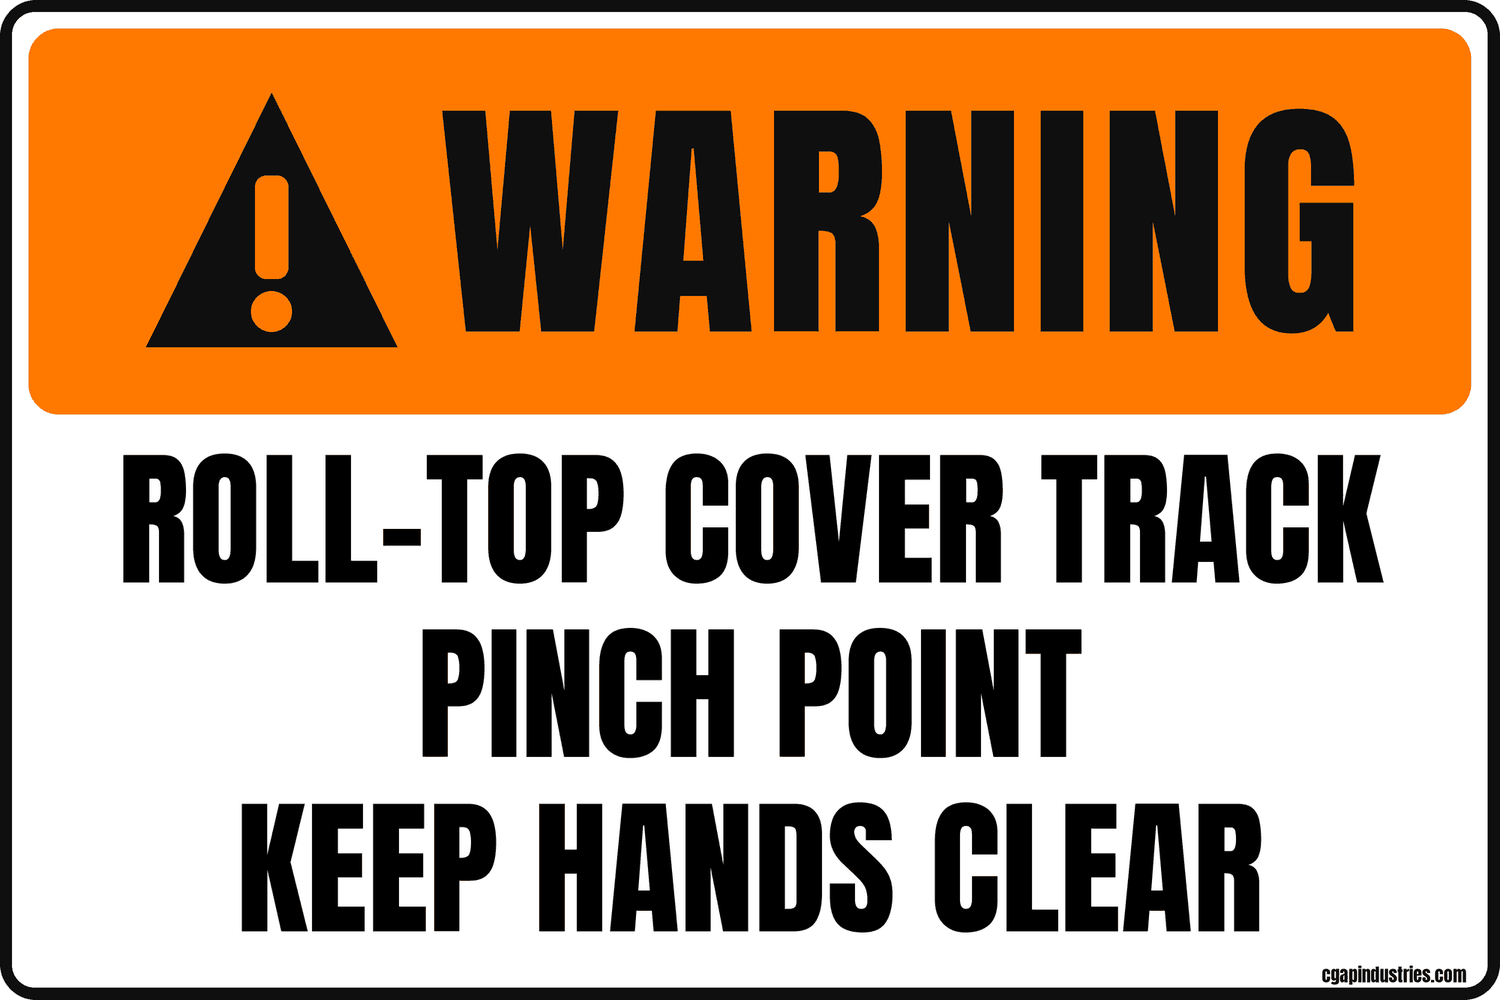 WARNING
ROLL-TOP COVER TRACK
PINCH POINT
KEEP HANDS CLEAR
cgapindustries.com